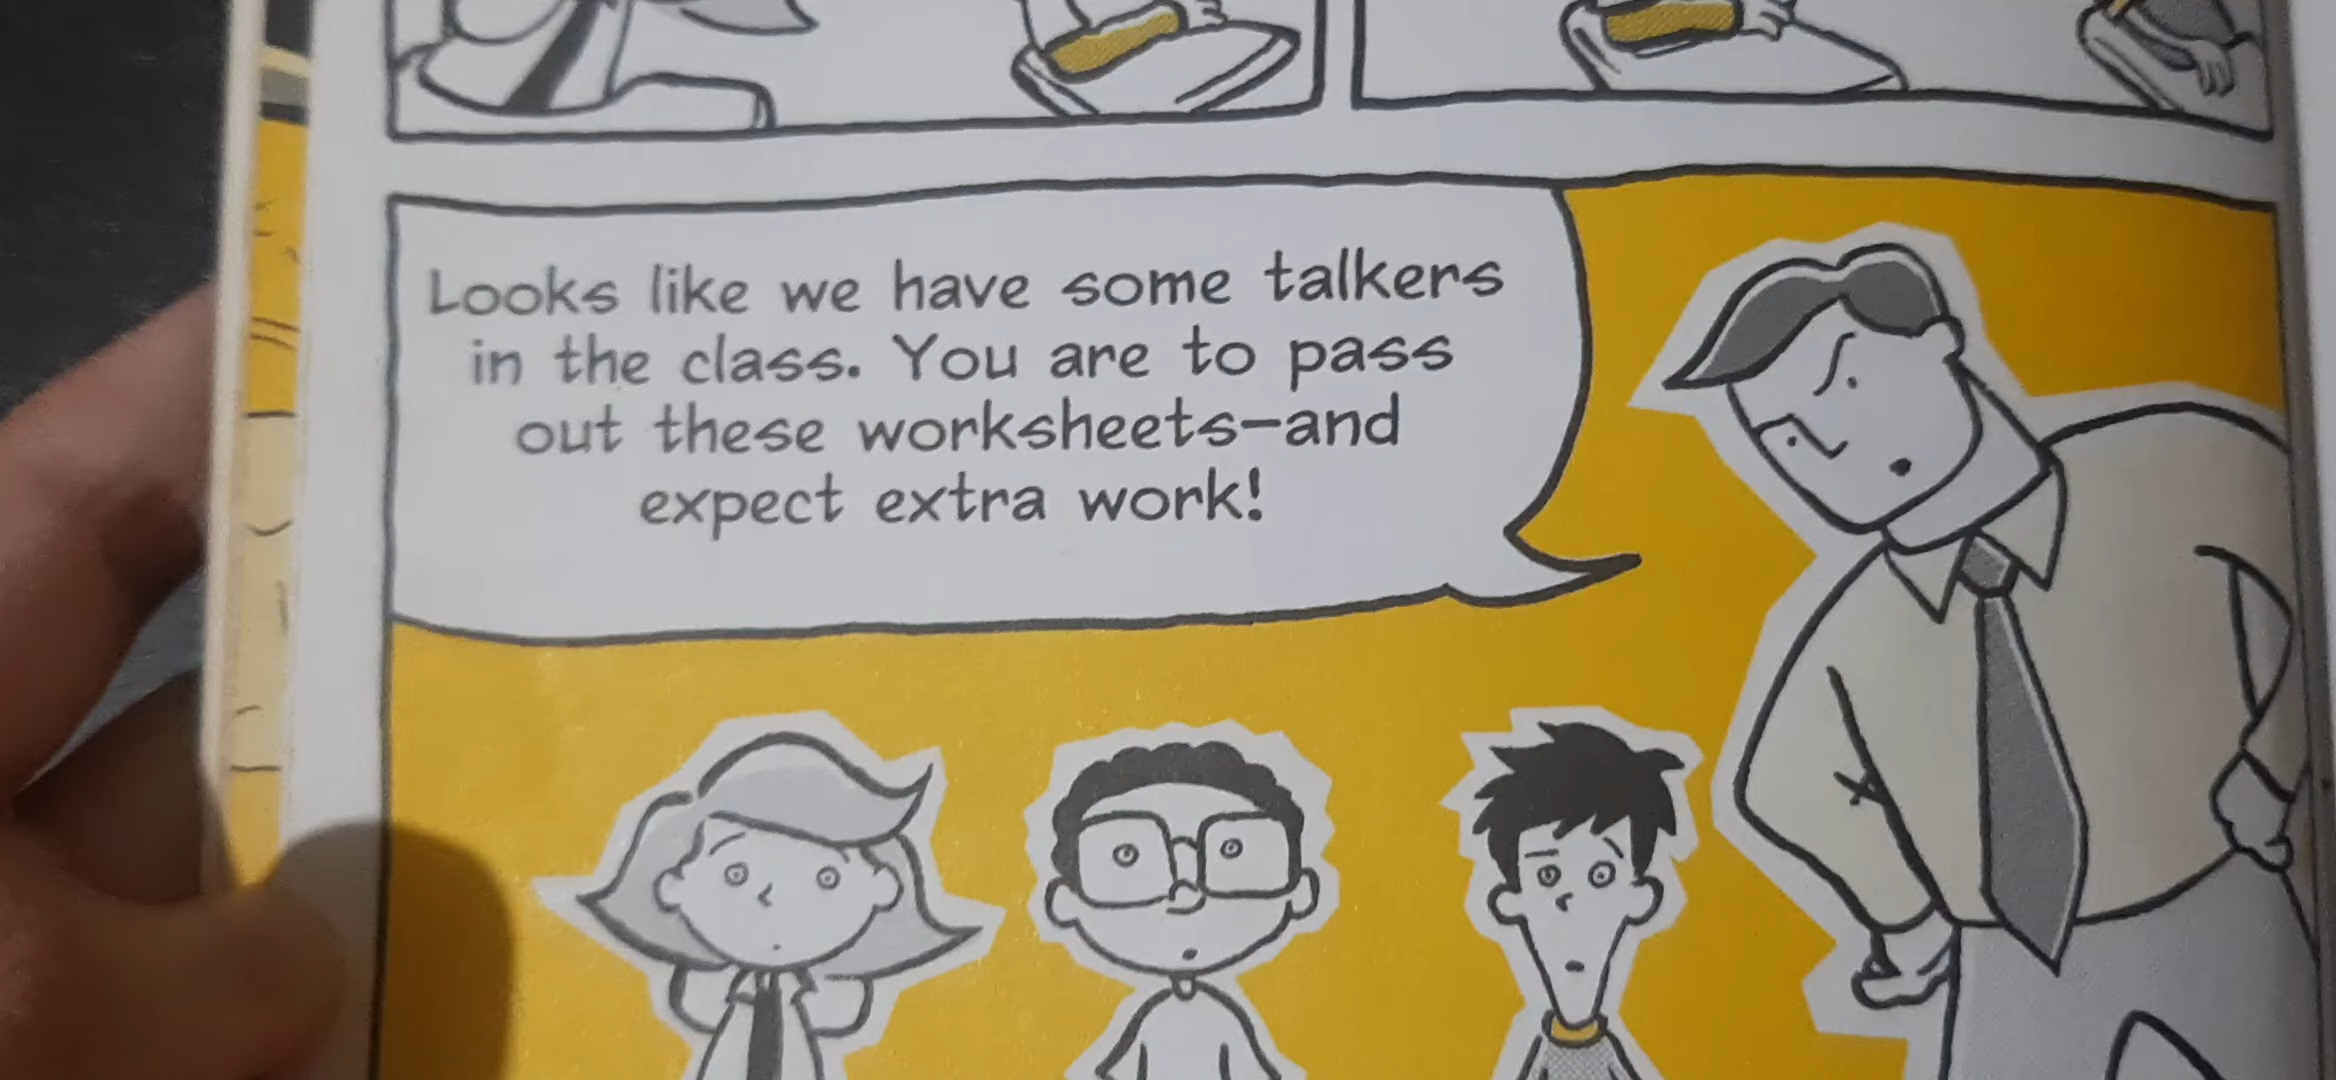 Looks like we have some talkers
in the class. You are to pass
out these worksheets—and
expect extra work!